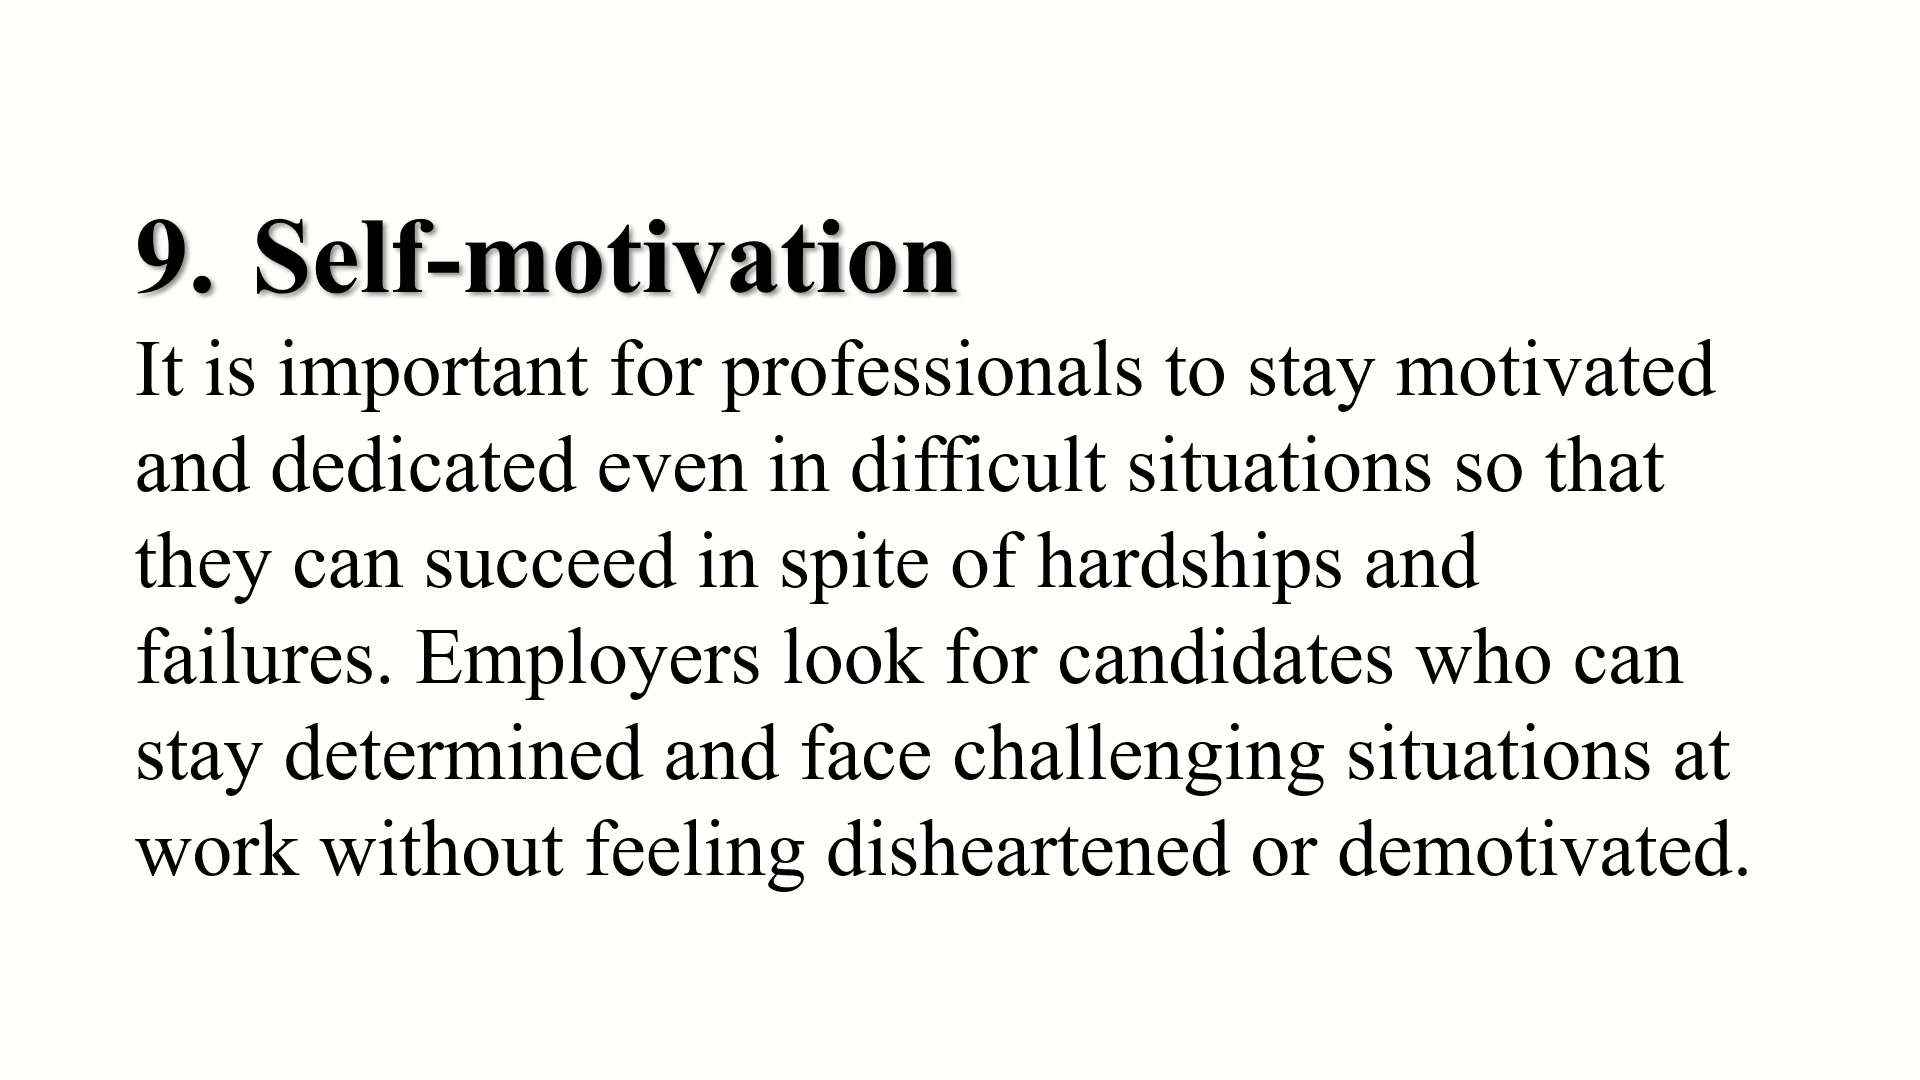 9. Self-motivation
It is important for professionals to stay motivated
and dedicated even in difficult situations so that
they can succeed in spite of hardships and
failures. Employers look for candidates who can
stay determined and face challenging situations at
work without feeling disheartened or demotivated.